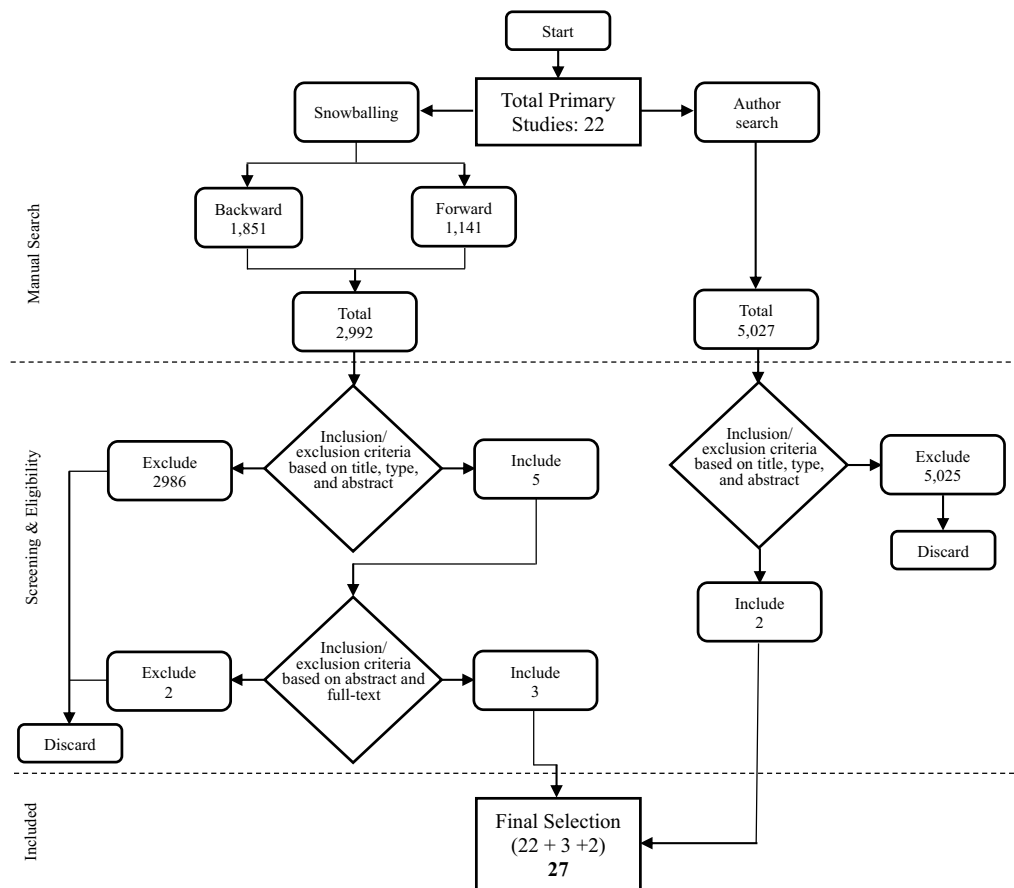 Start
Total Primary
Studies: 22
Snowballing
Author
search
Backward
1,851
Forward
1,141
Manual Search
Total
2,992
Total
5,027
Inclusion/
exclusion criteria
based on title, type,
and abstract
Exclude
2986
Include
5
Inclusion/
exclusion criteria
based on title, type,
and abstract
Exclude
5,025
Discard
Screening & Eligibility
Include
2
Inclusion/
exclusion criteria
based on abstract and
full-text
Exclude
2
Include
3
Discard
Included
Final Selection
(22 + 3 +2)
27